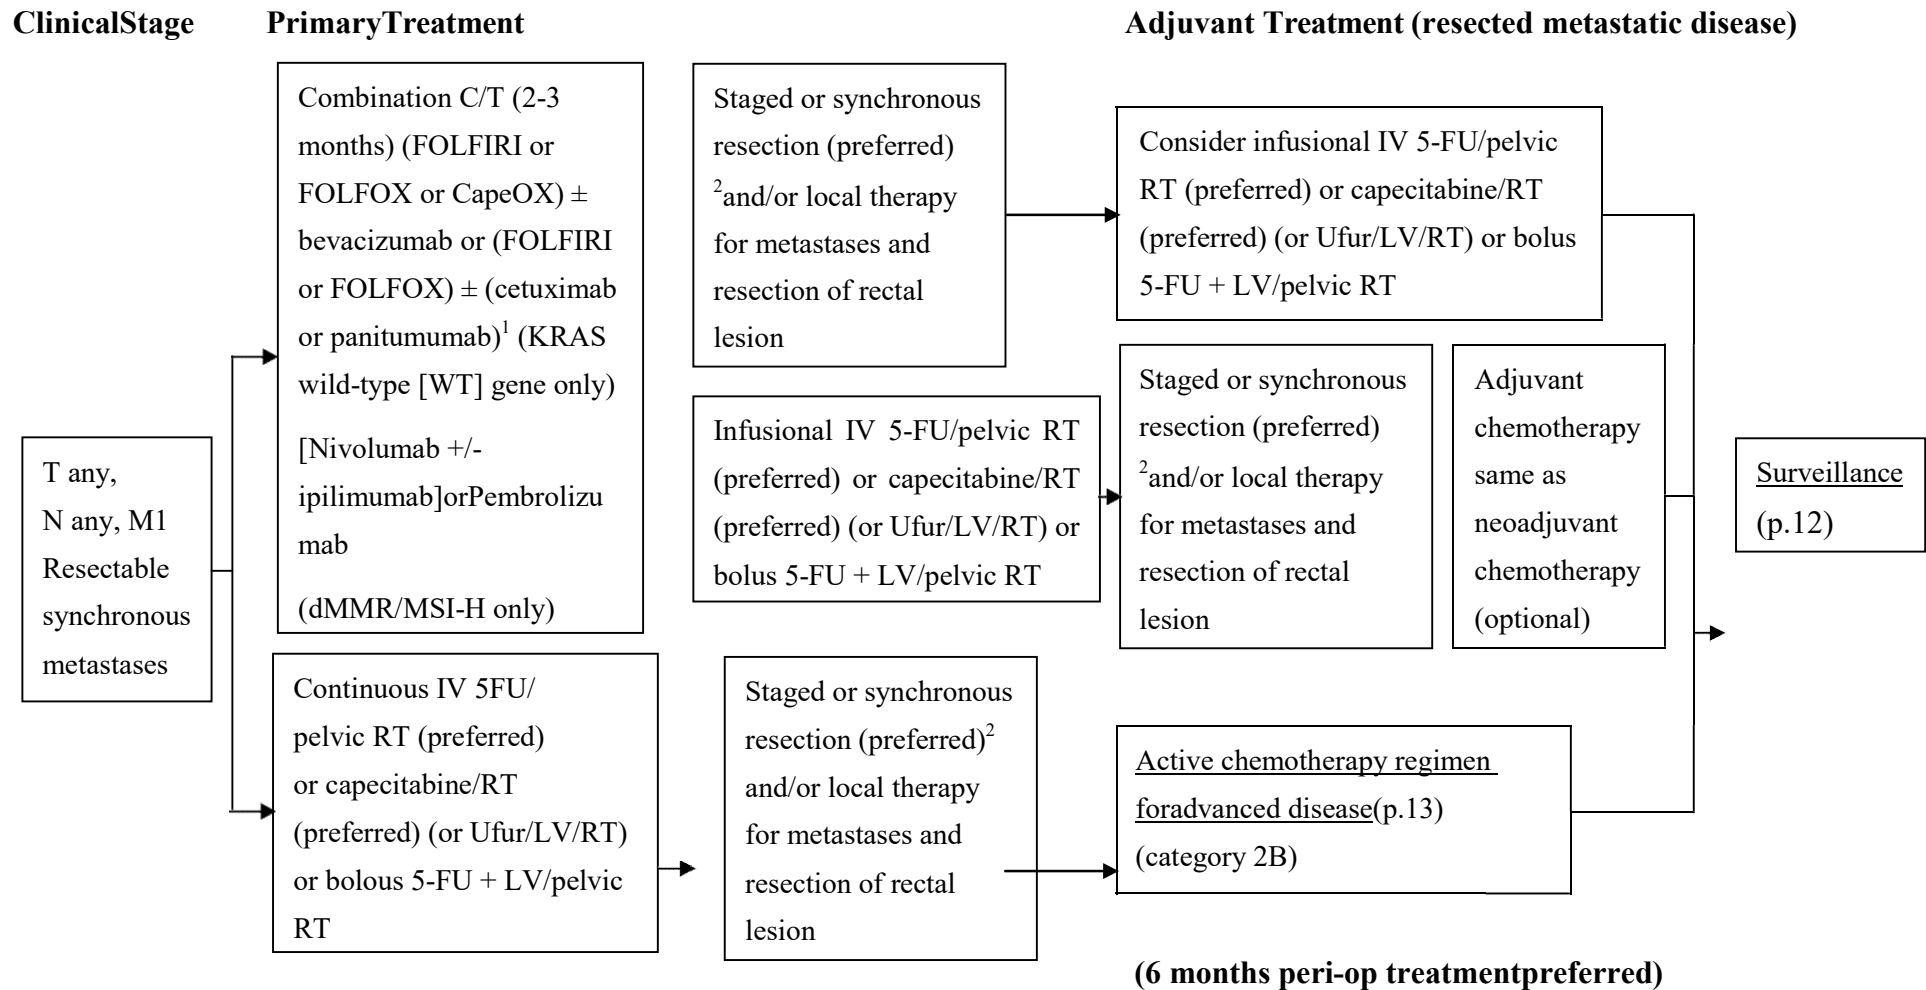 ClinicalStage
PrimaryTreatment
Adjuvant Treatment (resected metastatic disease)
T any,
N any, M1
Resectable
synchronous
metastases
Combination C/T (2-3
months) (FOLFIRI or
FOLFOX or CapeOX) ±
bevacizumab or (FOLFIRI
or FOLFOX) ± (cetuximab
or panitumumab)1 (KRAS
wild-type [WT] gene only)
[Nivolumab +/-
ipilimumab]orPembrolizu
mab
(dMMR/MSI-H only)
Staged or synchronous
resection (preferred)
2and/or local therapy
for metastases and
resection of rectal
lesion
Consider infusional IV 5-FU/pelvic
RT (preferred) or capecitabine/RT
(preferred) (or Ufur/LV/RT) or bolus
5-FU + LV/pelvic RT
Infusional IV 5-FU/pelvic RT
(preferred) or capecitabine/RT
(preferred) (or Ufur/LV/RT) or
bolus 5-FU + LV/pelvic RT
Staged or synchronous
resection (preferred)
2and/or local therapy
for metastases and
resection of rectal
lesion
Adjuvant
chemotherapy
same as
neoadjuvant
chemotherapy
(optional)
Surveillance
(p.12)
Continuous IV 5FU/
pelvic RT (preferred)
or capecitabine/RT
(preferred) (or Ufur/LV/RT)
or bolous 5-FU + LV/pelvic
RT
Staged or synchronous
resection (preferred)2
and/or local therapy
for metastases and
resection of rectal
lesion
Active chemotherapy regimen
foradvanced disease(p.13)
(category 2B)
(6 months peri-op treatmentpreferred)